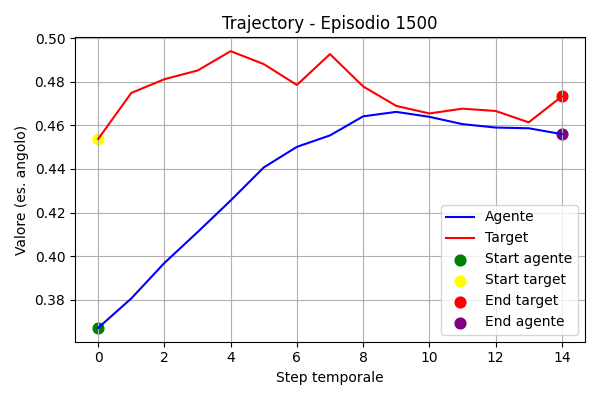 Trajectory - Episodio 1500
Valore (es. angolo)
0.50
0.48
0.46
0.44
0.42
0.40
0.38
0 2 4 6 8 10 12 14
Step temporale
Agente
Target
Start agente
Start target
End target
End agente